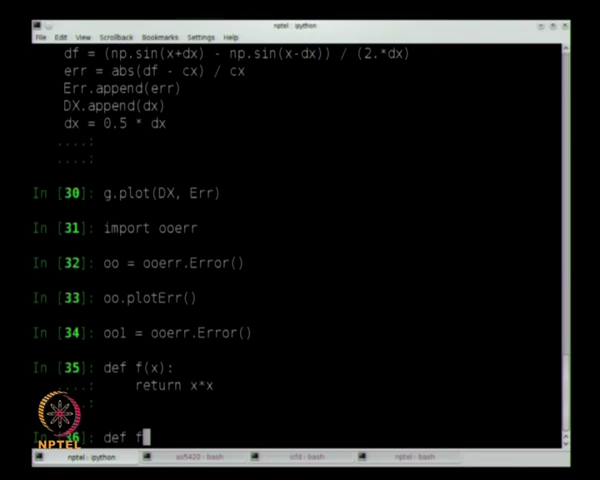 nptel : ipython
File Edit View Scrollback Bookmarks Settings Help
df = (np.sin(x+dx) - np.sin(x-dx)) / (2.*dx)
err = abs(df - cx) / cx
Err.append(err)
DX.append(dx)
dx = 0.5 * dx
....:
....:
In [30]: g.plot(DX, Err)
In [31]: import ooerr
In [32]: oo = ooerr.Error()
In [33]: oo.plotErr()
In [34]: oo1 = ooerr.Error()
In [35]: def f(x):
....: return x*x
:
In [36]: def f
NPTEL
nptel : ipython as5420 : bash cfd : bash nptel : bash